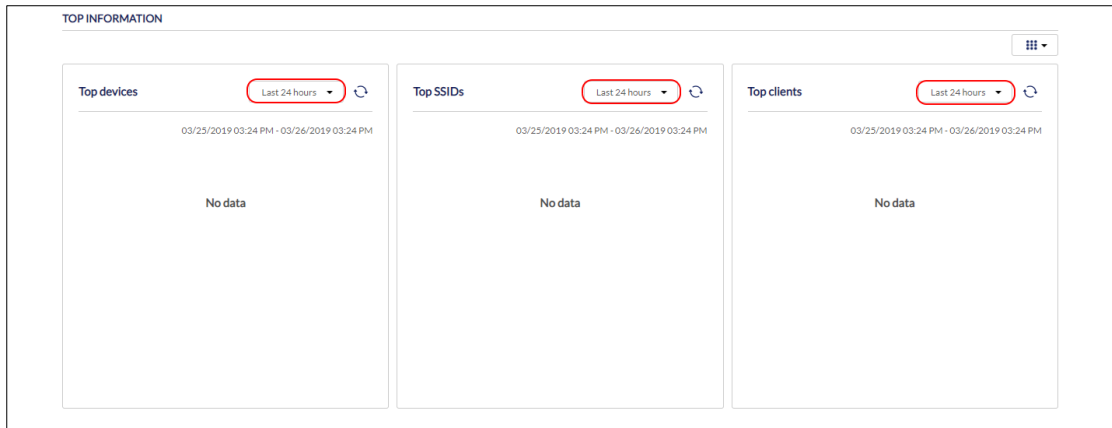 TOP INFORMATION
Top devices
Last 24 hours
03/25/2019 03:24 PM - 03/26/2019 03:24 PM
No data
Top SSIDs
Last 24 hours
03/25/2019 03:24 PM - 03/26/2019 03:24 PM
No data
Top clients
Last 24 hours
03/25/2019 03:24 PM - 03/26/2019 03:24 PM
No data